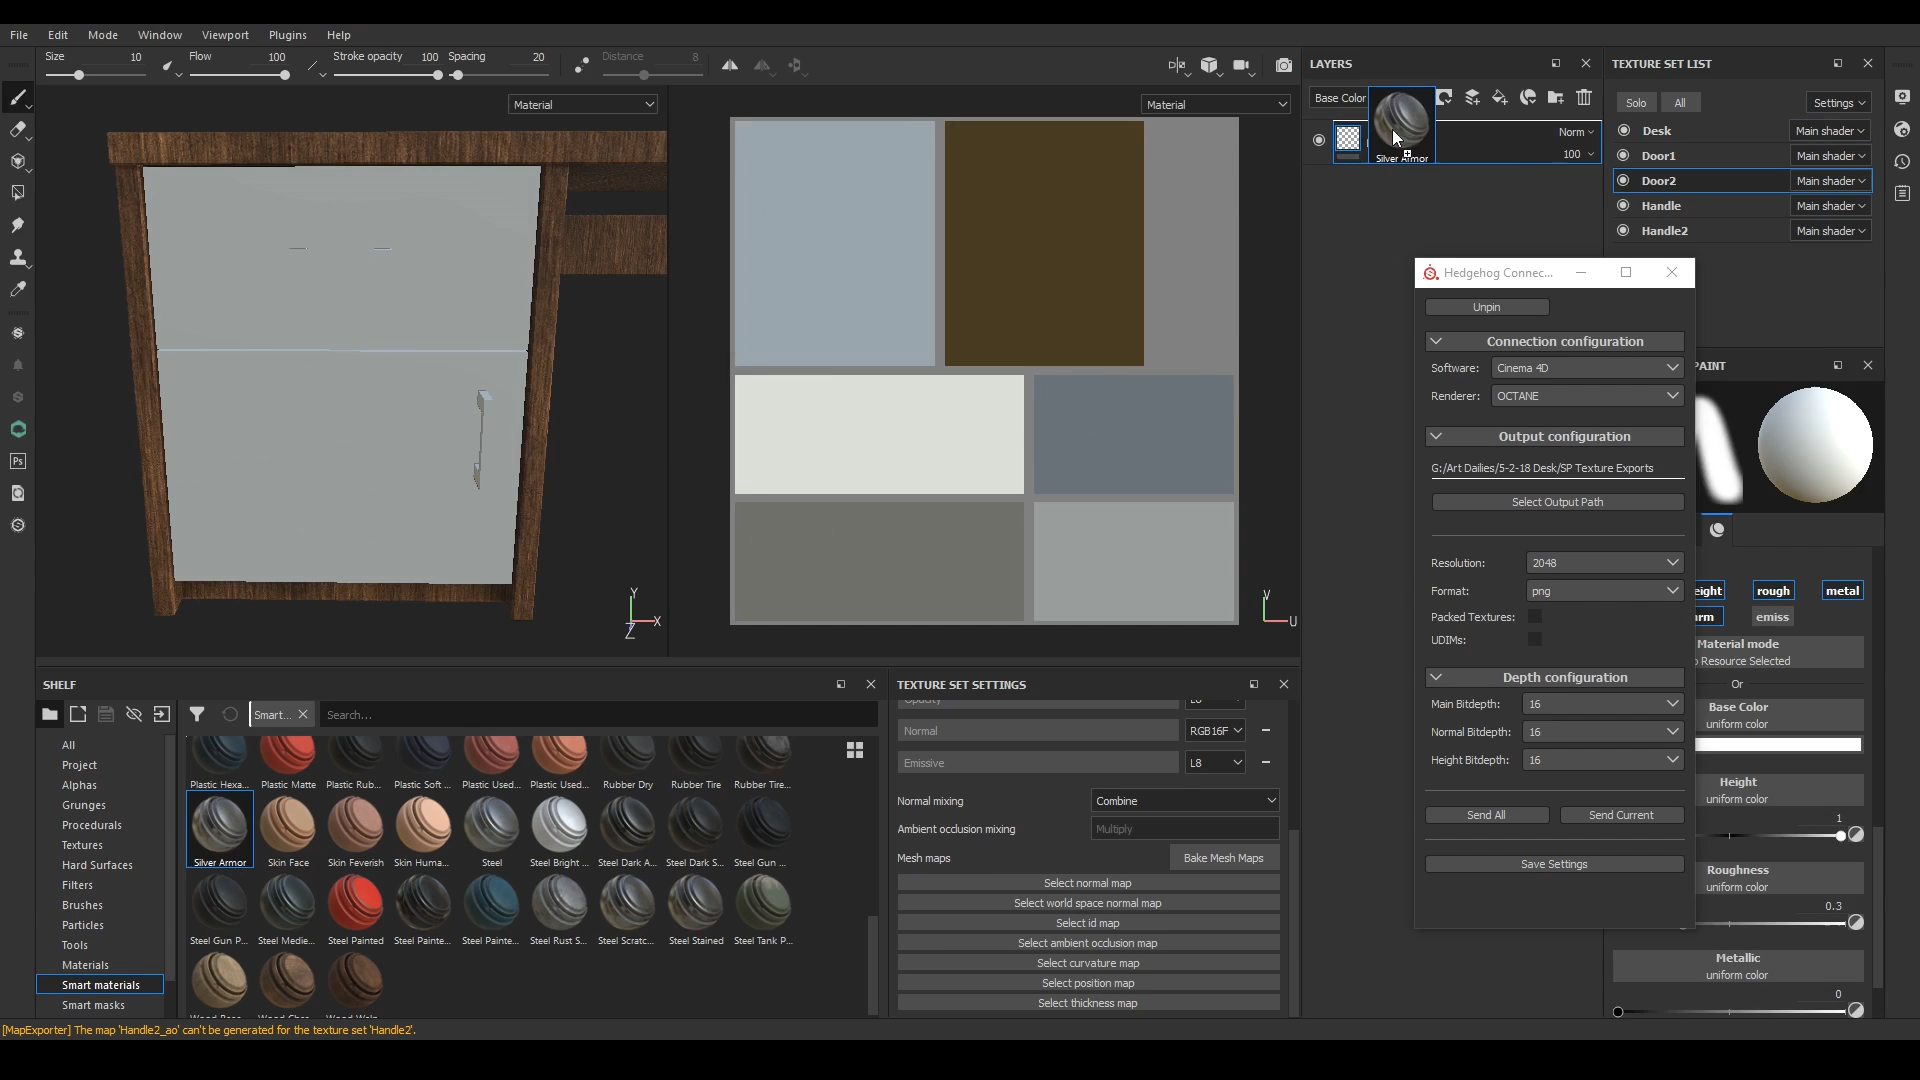 File Edit Mode Window Viewport Plugins Help
Size 10 Flow 100 Stroke opacity 100 Spacing 20 Distance 8
Material
Material
Y
X
Z
V
U
LAYERS
Base Color
Silver Armor
Norm
100
TEXTURE SET LIST
Solo All Settings
Desk Main shader
Door1 Main shader
Door2 Main shader
Handle Main shader
Handle2 Main shader
Hedgehog Connec...
Unpin
Connection configuration
Software: Cinema 4D
Renderer: OCTANE
Output configuration
G:/Art Dailies/5-2-18 Desk/SP Texture Exports
Select Output Path
Resolution: 2048
Format: png
Packed Textures:
UDIMs:
Depth configuration
Main Bitdepth: 16
Normal Bitdepth: 16
Height Bitdepth: 16
Send All Send Current
Save Settings
PAINT
eight rough metal
rm emiss
Material mode
Resource Selected
Or
Base Color
uniform color
Height
uniform color
1
Roughness
uniform color
0.3
Metallic
uniform color
0
Ps
SHELF
Smart... Search...
All
Project
Alphas
Grunges
Procedurals
Textures
Hard Surfaces
Filters
Brushes
Particles
Tools
Materials
Smart materials
Smart masks
Plastic Hexa... Plastic Matte Plastic Rub... Plastic Soft ... Plastic Used... Plastic Used... Rubber Dry Rubber Tire Rubber Tire...
Silver Armor Skin Face Skin Feverish Skin Huma... Steel Steel Bright ... Steel Dark A... Steel Dark S... Steel Gun ...
Steel Gun P... Steel Medie... Steel Painted Steel Painte... Steel Painte... Steel Rust S... Steel Scratc... Steel Stained Steel Tank P...
TEXTURE SET SETTINGS
Opacity L8
Normal RGB16F
Emissive L8
Normal mixing Combine
Ambient occlusion mixing Multiply
Mesh maps Bake Mesh Maps
Select normal map
Select world space normal map
Select id map
Select ambient occlusion map
Select curvature map
Select position map
Select thickness map
[MapExporter] The map 'Handle2_ao' can't be generated for the texture set 'Handle2'.